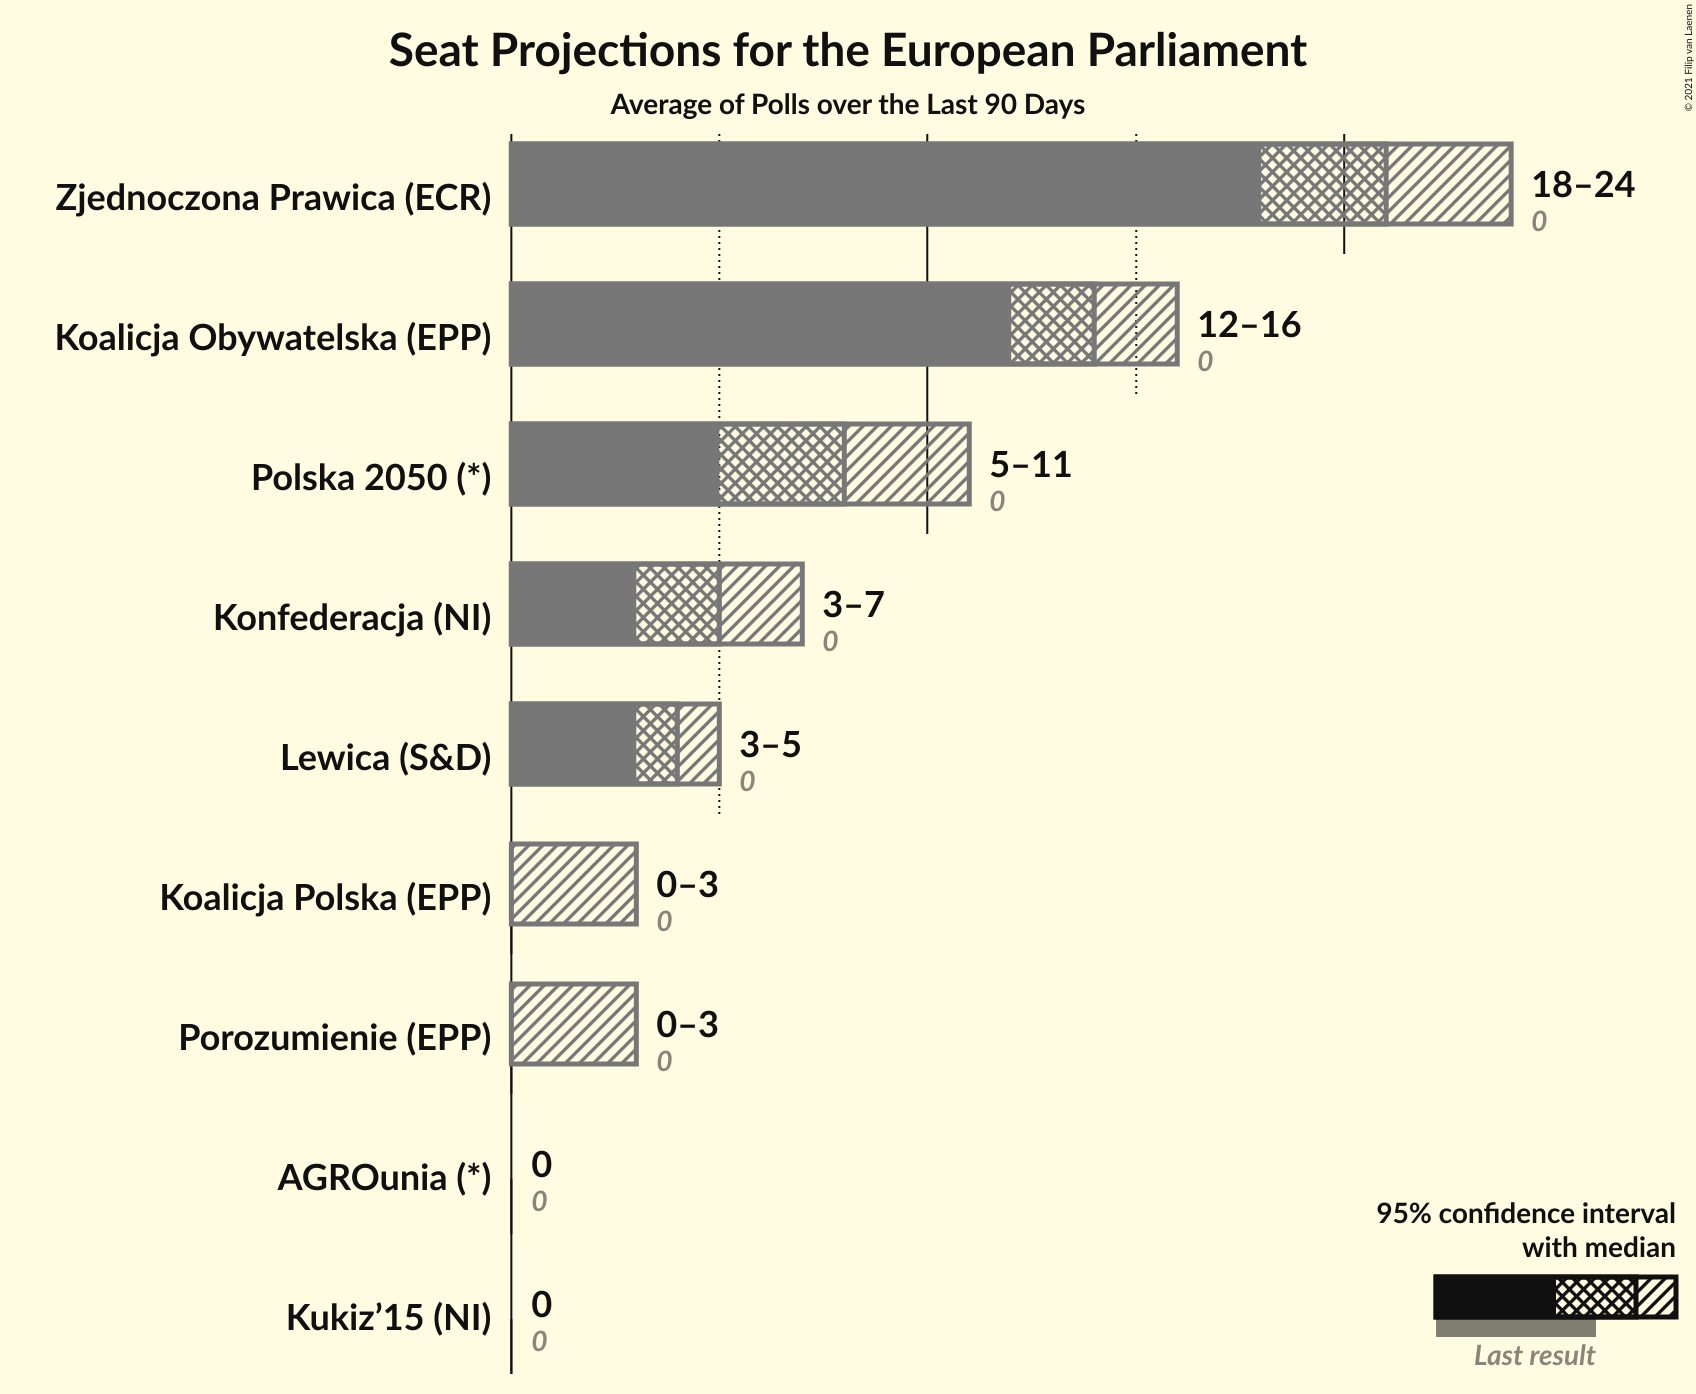 Seat Projections for the European Parliament
Average of Polls over the Last 90 Days
© 2021 Filip van Laenen
Zjednoczona Prawica (ECR)
18–24
0
Koalicja Obywatelska (EPP)
12–16
0
Polska 2050 (*)
5–11
0
Konfederacja (NI)
3–7
0
Lewica (S&D)
3–5
0
Koalicja Polska (EPP)
0–3
0
Porozumienie (EPP)
0–3
0
AGROunia (*)
0
0
Kukiz’15 (NI)
0
0
95% confidence interval
with median
Last result